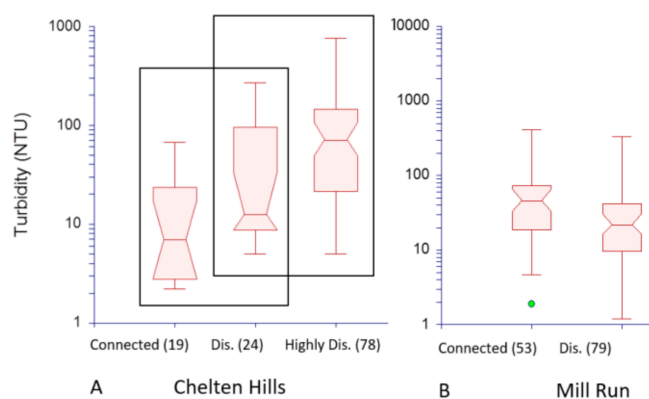 1000
100
10
1
Turbidity (NTU)
Connected (19) Dis. (24) Highly Dis. (78)
A Chelten Hills
10000
1000
100
10
1
Connected (53) Dis. (79)
B Mill Run